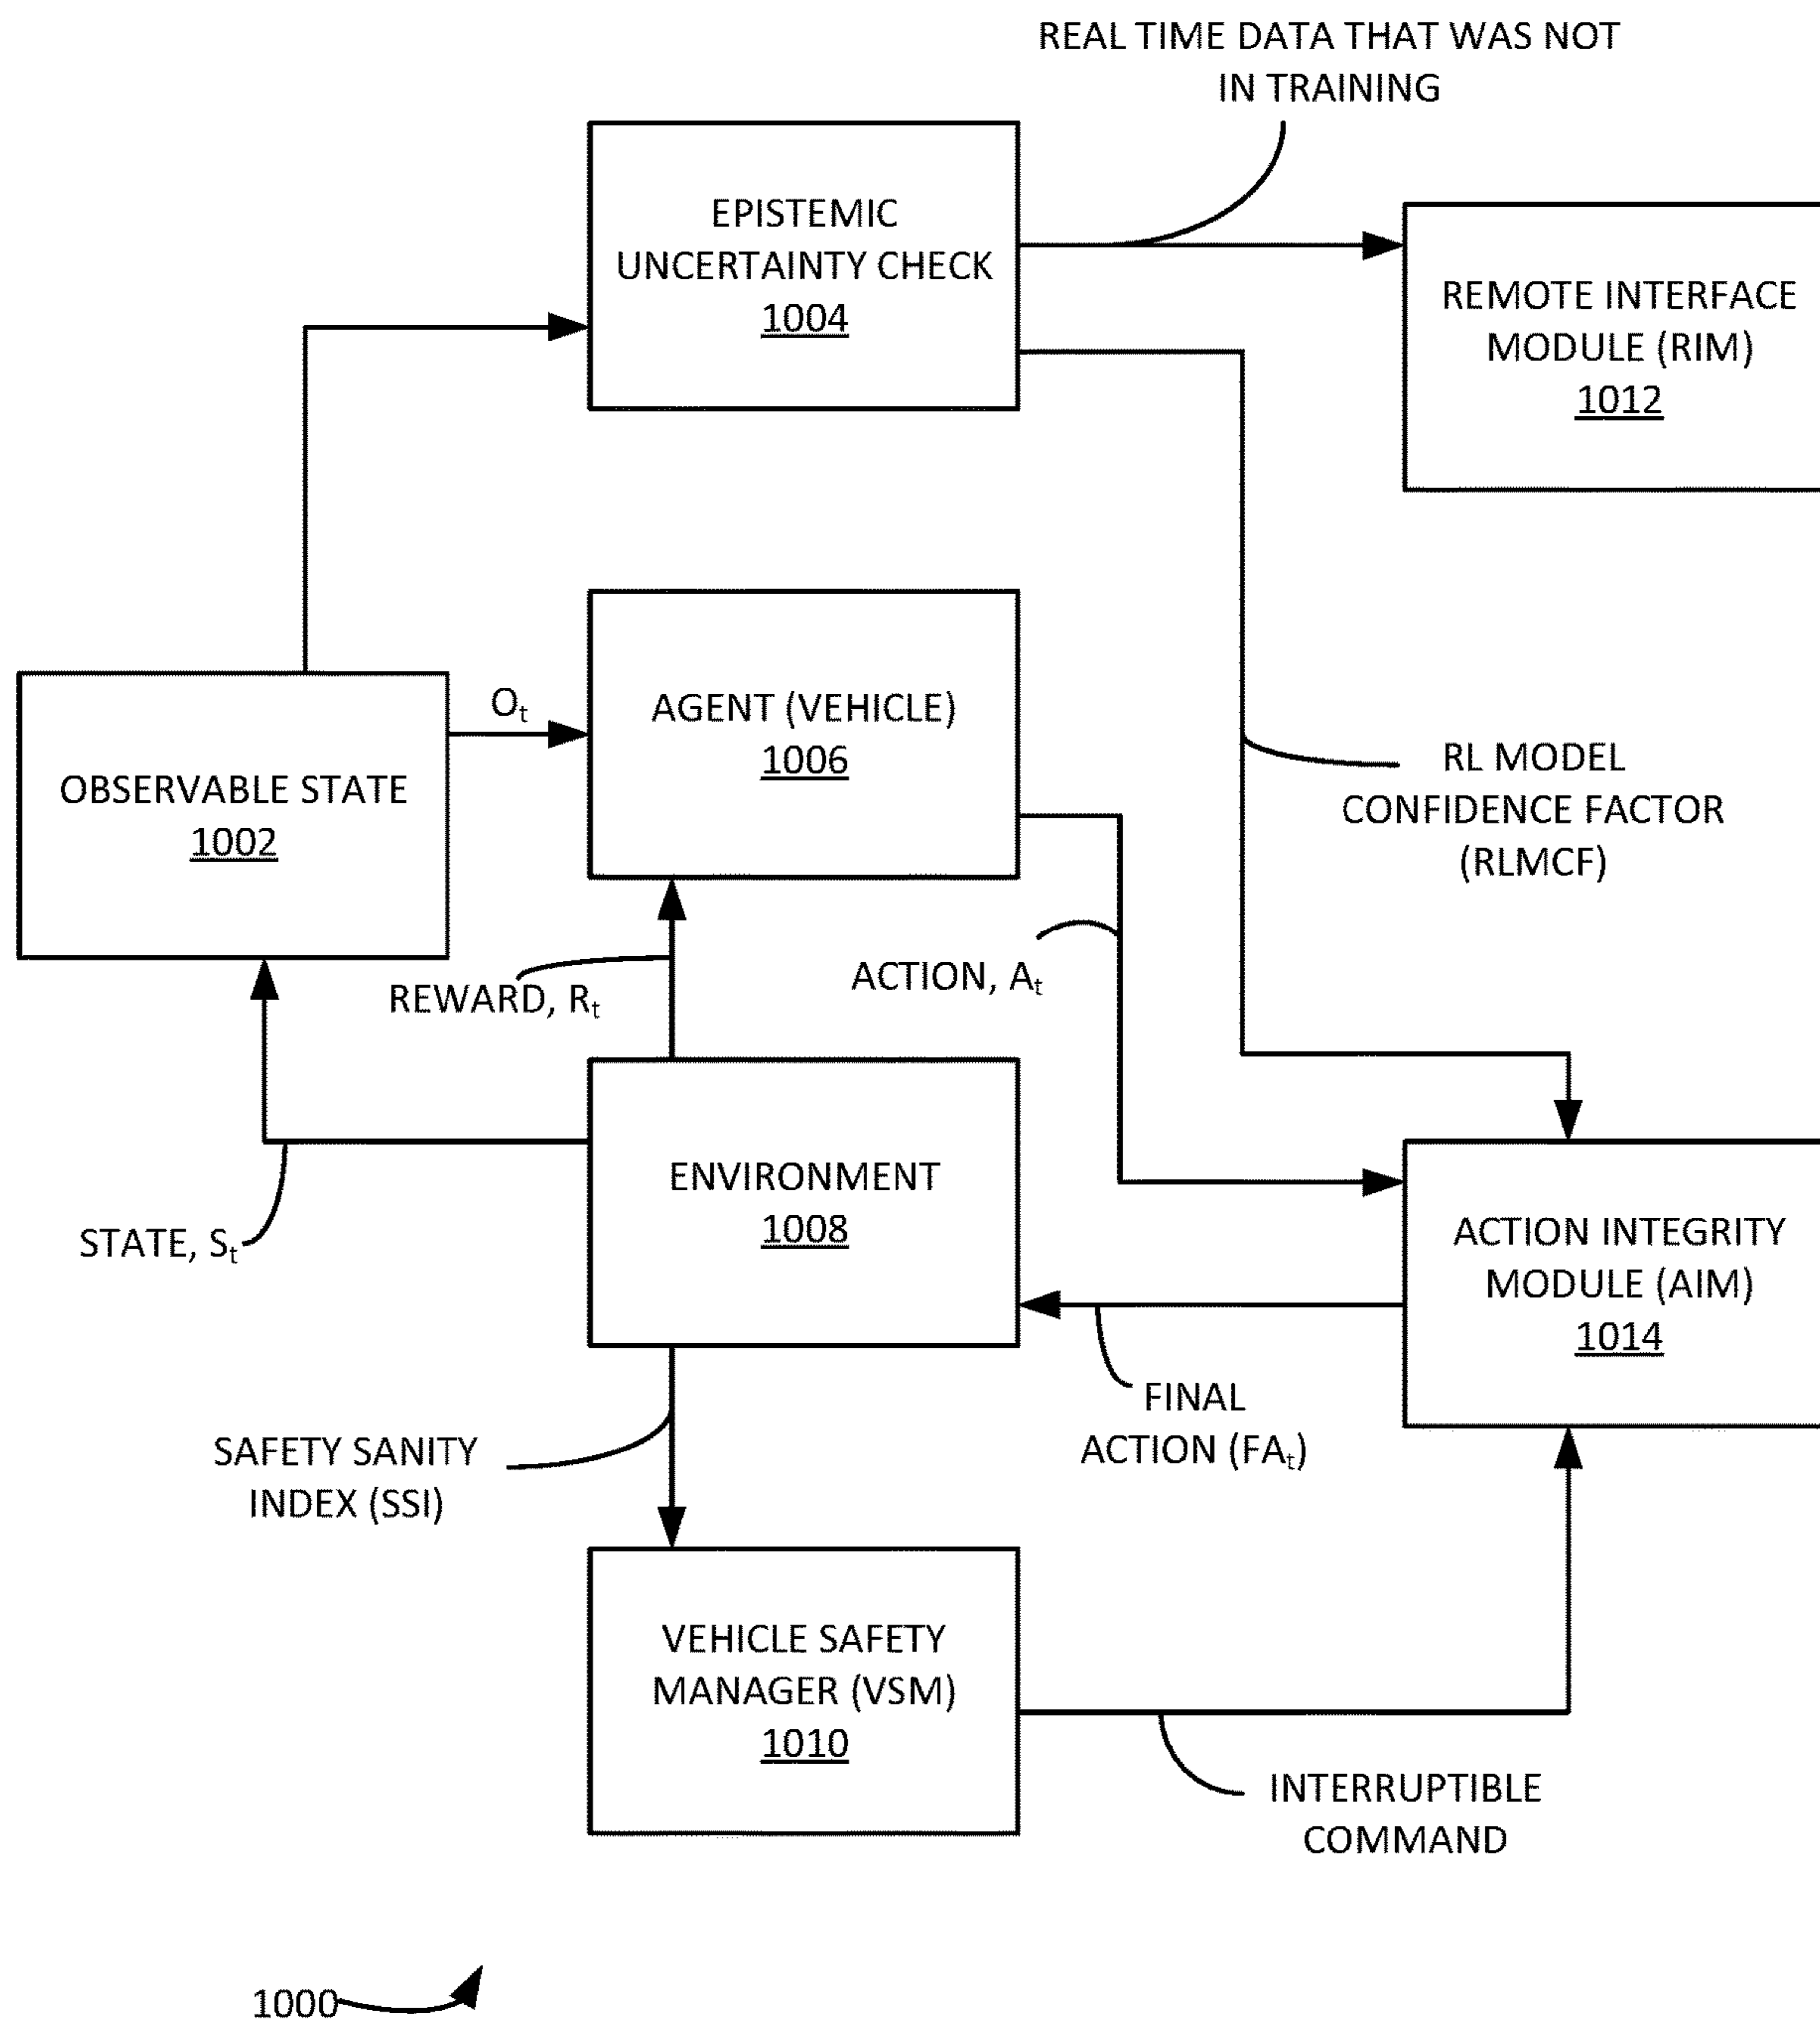 REAL TIME DATA THAT WAS NOT
IN TRAINING
EPISTEMIC
UNCERTAINTY CHECK
1004
REMOTE INTERFACE
MODULE (RIM)
1012
OBSERVABLE STATE
1002
Oₜ
AGENT (VEHICLE)
1006
RL MODEL
CONFIDENCE FACTOR
(RLMCF)
REWARD, Rₜ
ACTION, Aₜ
STATE, Sₜ
ENVIRONMENT
1008
ACTION INTEGRITY
MODULE (AIM)
1014
FINAL
ACTION (FAₜ)
SAFETY SANITY
INDEX (SSI)
VEHICLE SAFETY
MANAGER (VSM)
1010
INTERRUPTIBLE
COMMAND
1000